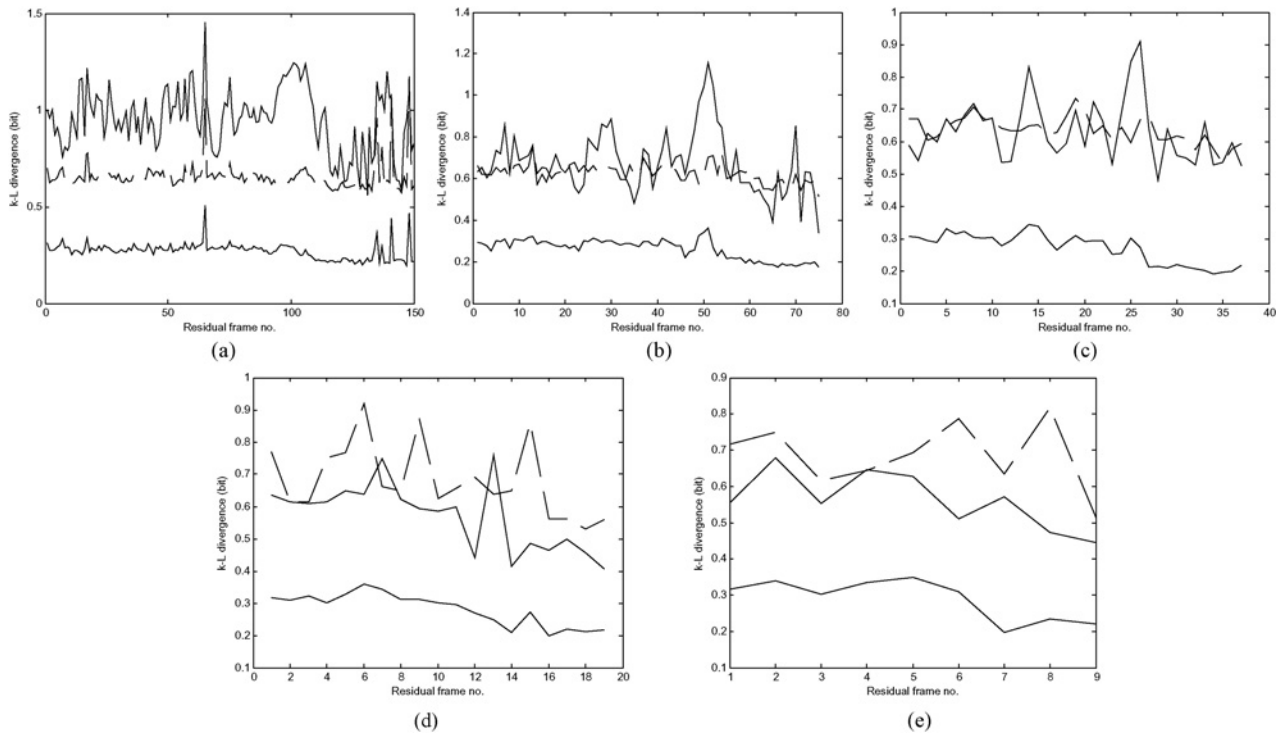 1.5
1
0.5
0
k-L divergence (bit)
0 50 100 150
Residual frame no.
(a)
1.4
1.2
1
0.8
0.6
0.4
0.2
0
k-L divergence (bit)
0 10 20 30 40 50 60 70 80
Residual frame no.
(b)
1
0.9
0.8
0.7
0.6
0.5
0.4
0.3
0.2
0.1
k-L divergence (bit)
0 5 10 15 20 25 30 35 40
Residual frame no.
(c)
1
0.9
0.8
0.7
0.6
0.5
0.4
0.3
0.2
0.1
k-L divergence (bit)
0 2 4 6 8 10 12 14 16 18 20
Residual frame no.
(d)
0.9
0.8
0.7
0.6
0.5
0.4
0.3
0.2
0.1
k-L divergence (bit)
1 2 3 4 5 6 7 8 9
Residual frame no.
(e)